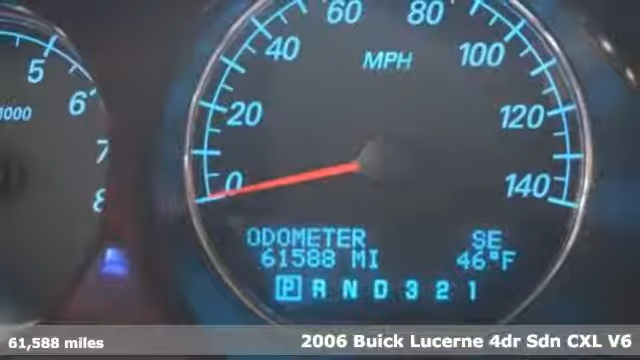 60 80
40 100
5 MPH
6
1000 20 120
7
8 0 140
ODOMETER SE
61588 MI 46°F
P R N D 3 2 1
61,588 miles 2006 Buick Lucerne 4dr Sdn CXL V6